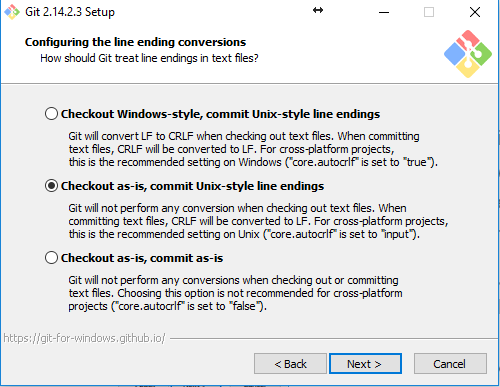 Git 2.14.2.3 Setup
Configuring the line ending conversions
How should Git treat line endings in text files?
Checkout Windows-style, commit Unix-style line endings
Git will convert LF to CRLF when checking out text files. When committing
text files, CRLF will be converted to LF. For cross-platform projects,
this is the recommended setting on Windows ("core.autocrlf" is set to "true").
Checkout as-is, commit Unix-style line endings
Git will not perform any conversion when checking out text files. When
committing text files, CRLF will be converted to LF. For cross-platform projects,
this is the recommended setting on Unix ("core.autocrlf" is set to "input").
Checkout as-is, commit as-is
Git will not perform any conversions when checking out or committing
text files. Choosing this option is not recommended for cross-platform
projects ("core.autocrlf" is set to "false").
https://git-for-windows.github.io/
< Back
Next >
Cancel